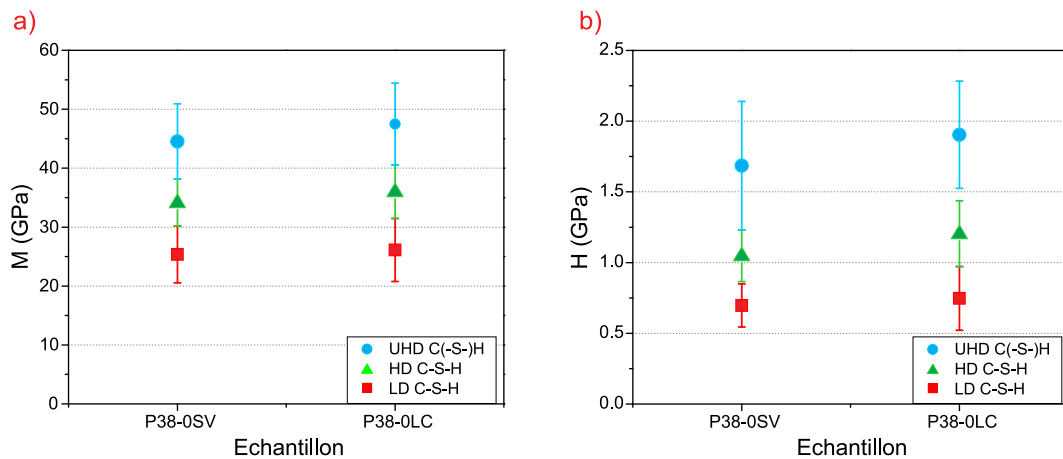 a)
60
50
40
30
20
10
0
M (GPa)
UHD C(-S-)H
HD C-S-H
LD C-S-H
P38-0SV
P38-0LC
Echantillon
b)
2.5
2.0
1.5
1.0
0.5
0.0
H (GPa)
UHD C(-S-)H
HD C-S-H
LD C-S-H
P38-0SV
P38-0LC
Echantillon